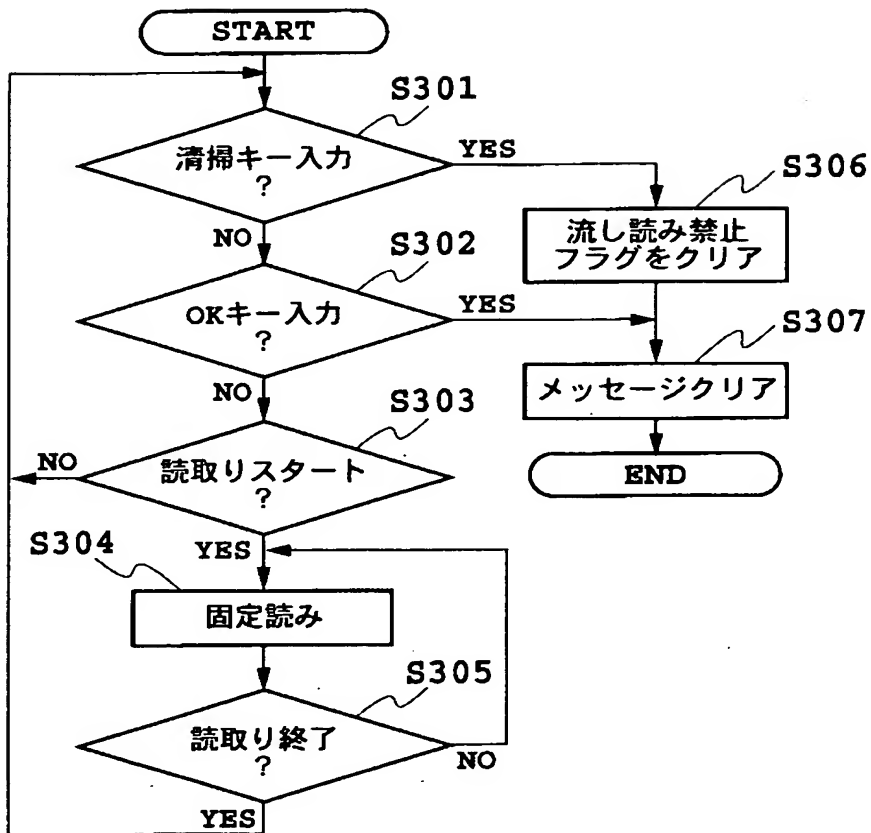 START
S301
清掃キー入力
?
YES
S306
流し読み禁止
フラグをクリア
NO
S302
OKキー入力
?
YES
S307
メッセージクリア
NO
S303
NO
読取りスタート
?
END
S304
YES
固定読み
S305
読取り終了
?
NO
YES